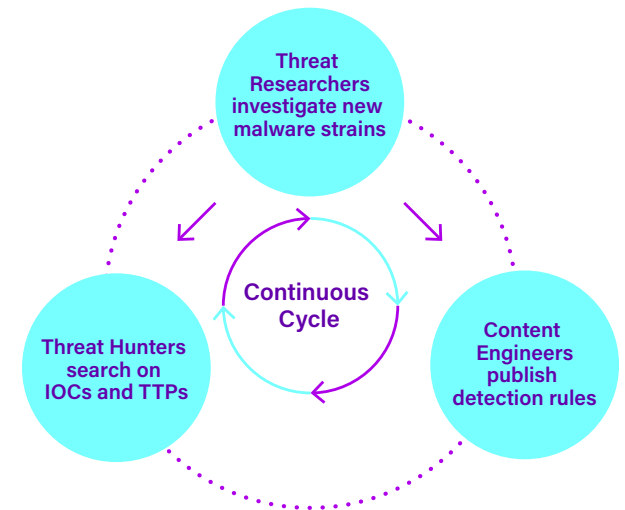 Threat
Researchers
investigate new
malware strains
Continuous
Cycle
Threat Hunters
search on
IOCs and TTPs
Content
Engineers
publish
detection rules